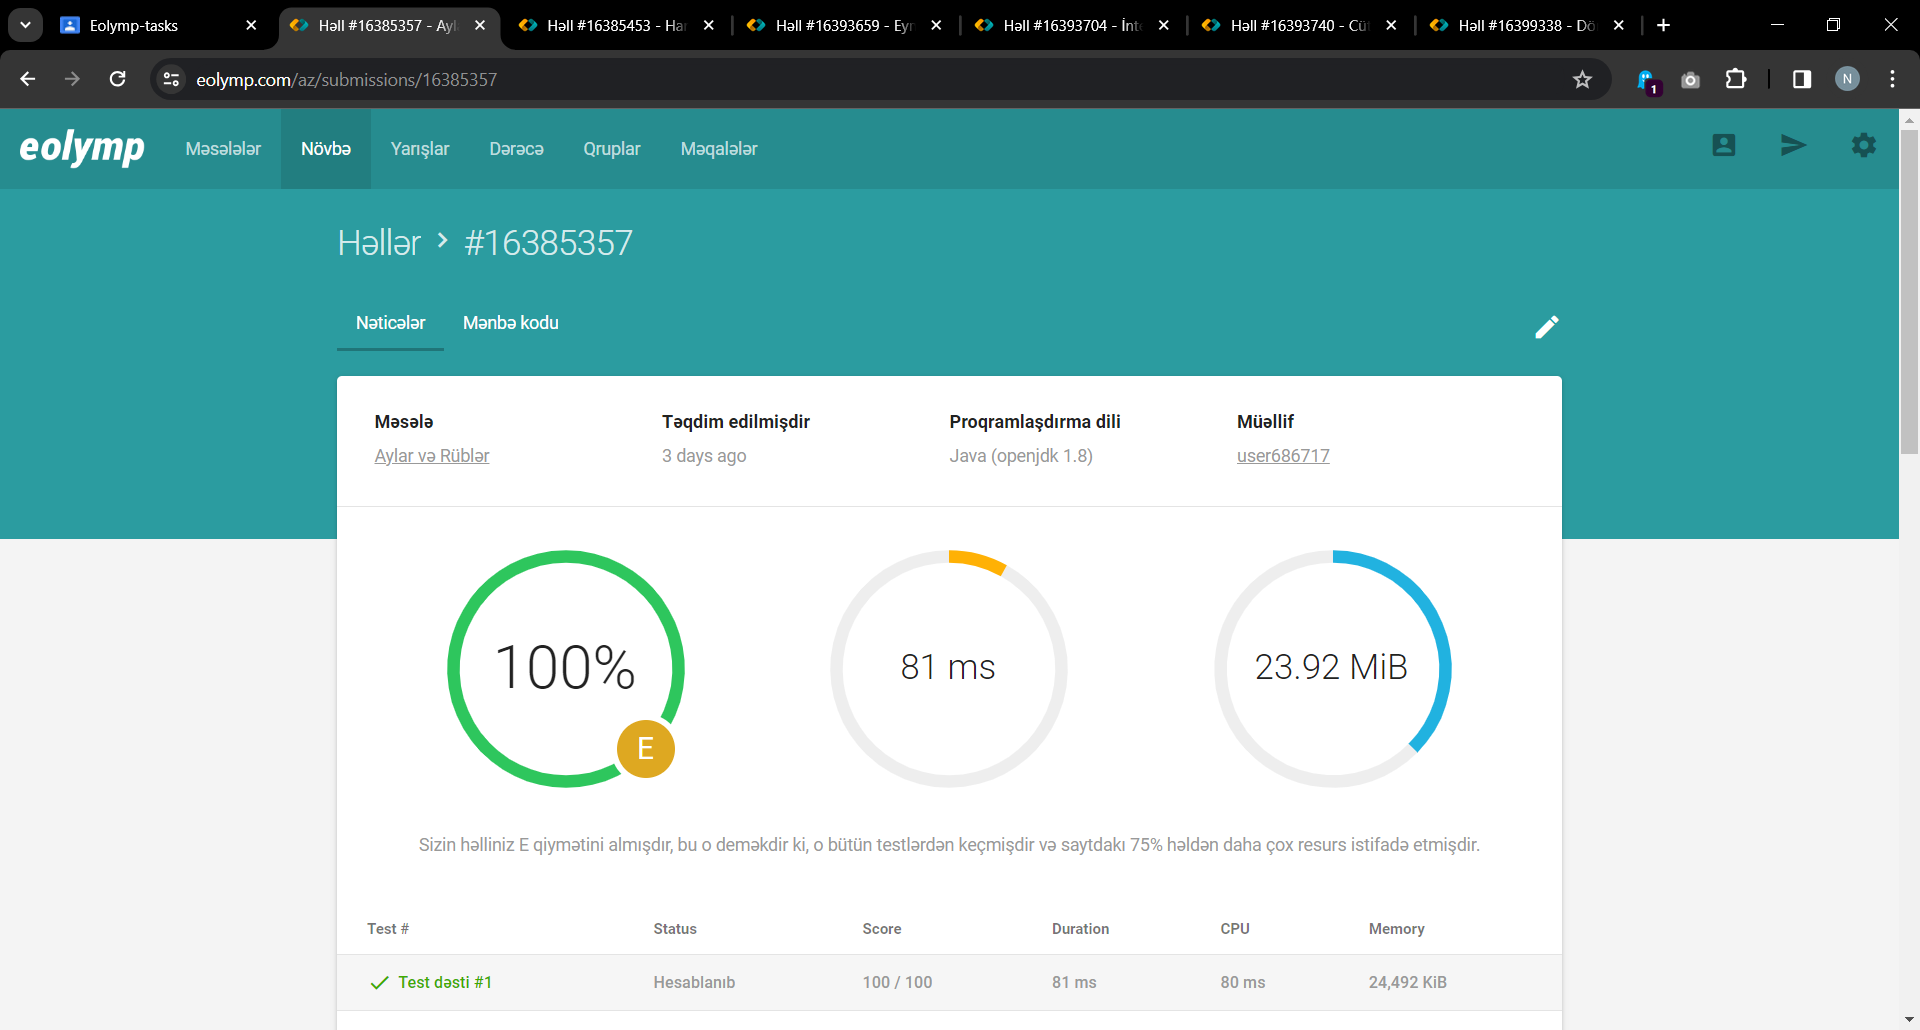 Eolymp-tasks
Həll #16385357 - Ayl
Həll #16385453 - Ha
Həll #16393659 - Eyn
Həll #16393704 - İnt
Həll #16393740 - Cüt
Həll #16399338 - Dö
eolymp.com/az/submissions/16385357
1
N
eolymp
Məsələlər
Növbə
Yarışlar
Dərəcə
Qruplar
Məqalələr
Həllər > #16385357
Nəticələr
Mənbə kodu
Məsələ
Təqdim edilmişdir
Proqramlaşdırma dili
Müəllif
Aylar və Rüblər
3 days ago
Java (openjdk 1.8)
user686717
100%
E
81 ms
23.92 MiB
Sizin həlliniz E qiymətini almışdır, bu o deməkdir ki, o bütün testlərdən keçmişdir və saytdakı 75% həldən daha çox resurs istifadə etmişdir.
Test #
Status
Score
Duration
CPU
Memory
Test dəsti #1
Hesablanıb
100 / 100
81 ms
80 ms
24,492 KiB